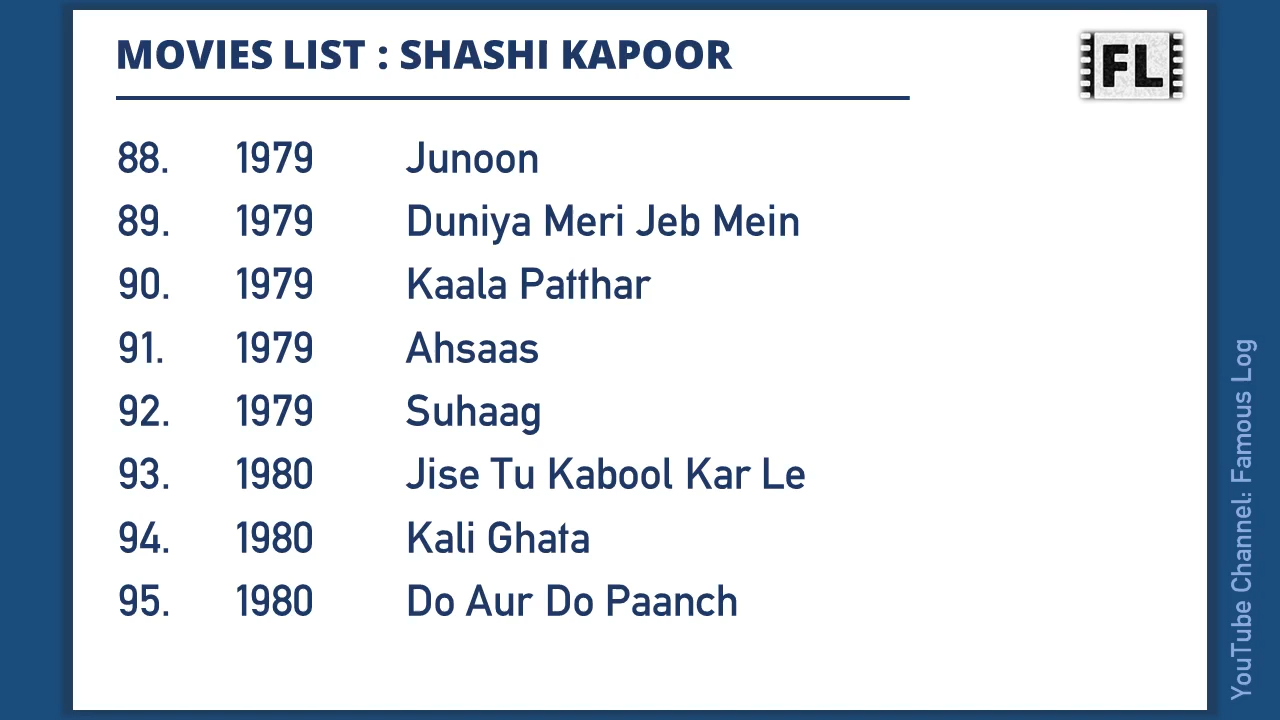 MOVIES LIST : SHASHI KAPOOR
FL
88. 1979 Junoon
89. 1979 Duniya Meri Jeb Mein
90. 1979 Kaala Patthar
91. 1979 Ahsaas
92. 1979 Suhaag
93. 1980 Jise Tu Kabool Kar Le
94. 1980 Kali Ghata
95. 1980 Do Aur Do Paanch
YouTube Channel: Famous Log